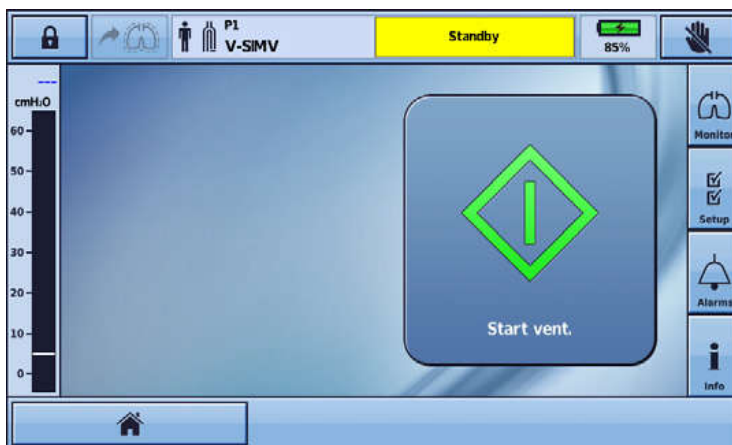 P1
V-SIMV
Standby
85%
---
cmH₂O
60
50
40
30
20
10
0
Start vent.
Monitor
Setup
Alarms
Info